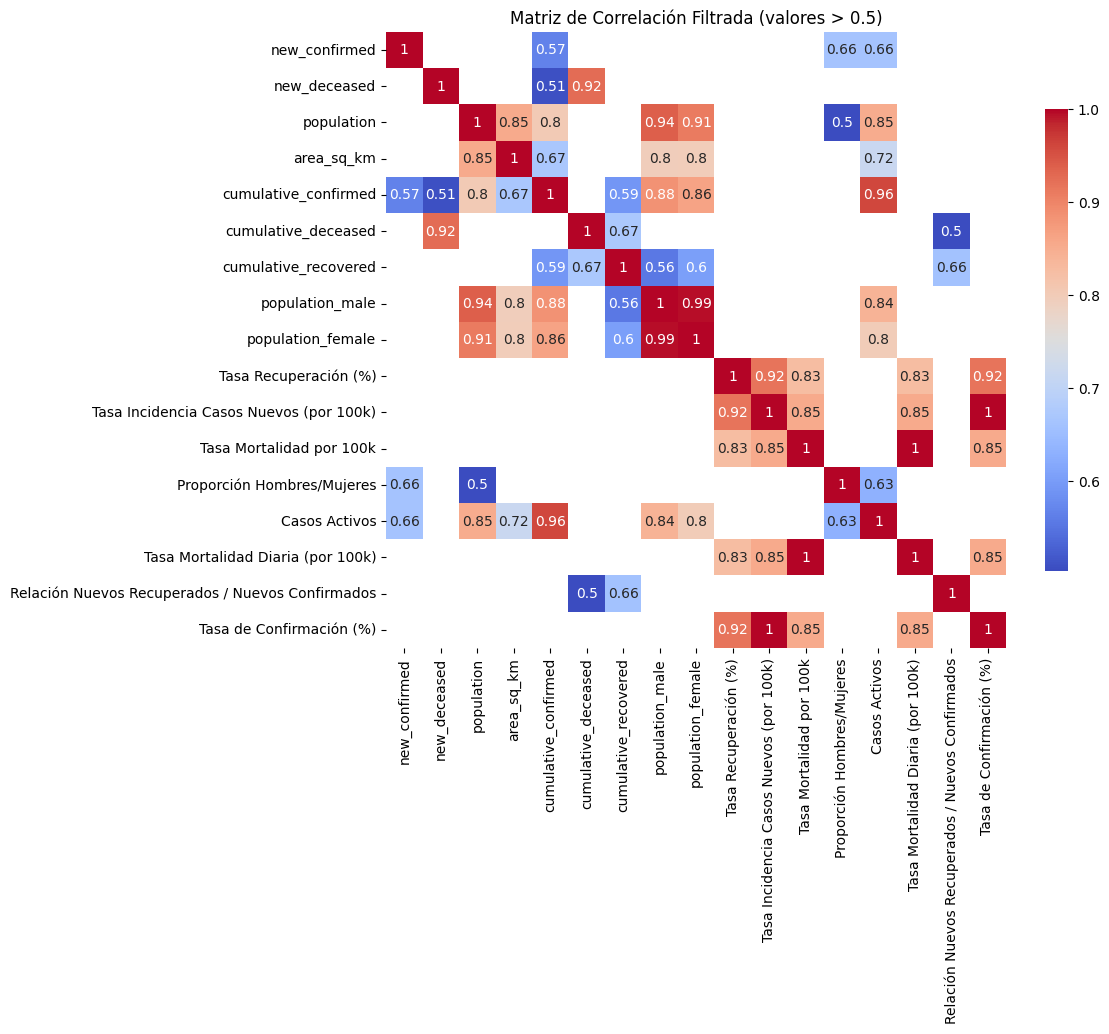 Matriz de Correlación Filtrada (valores > 0.5)
new_confirmed 1 0.57 0.66 0.66
new_deceased 1 0.51 0.92
population 1 0.85 0.8 0.94 0.91 0.5 0.85
area_sq_km 0.85 1 0.67 0.8 0.8 0.72
cumulative_confirmed 0.57 0.51 0.8 0.67 1 0.59 0.88 0.86 0.96
cumulative_deceased 0.92 1 0.67 0.5
cumulative_recovered 0.59 0.67 1 0.56 0.6 0.66
population_male 0.94 0.8 0.88 0.56 1 0.99 0.84
population_female 0.91 0.8 0.86 0.6 0.99 1 0.8
Tasa Recuperación (%) 1 0.92 0.83 0.83 0.92
Tasa Incidencia Casos Nuevos (por 100k) 0.92 1 0.85 0.85 1
Tasa Mortalidad por 100k 0.83 0.85 1 1 0.85
Proporción Hombres/Mujeres 0.66 0.5 1 0.63
Casos Activos 0.66 0.85 0.72 0.96 0.84 0.8 0.63 1
Tasa Mortalidad Diaria (por 100k) 0.83 0.85 1 1 0.85
Relación Nuevos Recuperados / Nuevos Confirmados 0.5 0.66 1
Tasa de Confirmación (%) 0.92 1 0.85 0.85 1
new_confirmed
new_deceased
population
area_sq_km
cumulative_confirmed
cumulative_deceased
cumulative_recovered
population_male
population_female
Tasa Recuperación (%)
Tasa Incidencia Casos Nuevos (por 100k)
Tasa Mortalidad por 100k
Proporción Hombres/Mujeres
Casos Activos
Tasa Mortalidad Diaria (por 100k)
Relación Nuevos Recuperados / Nuevos Confirmados
Tasa de Confirmación (%)
1.0
0.9
0.8
0.7
0.6